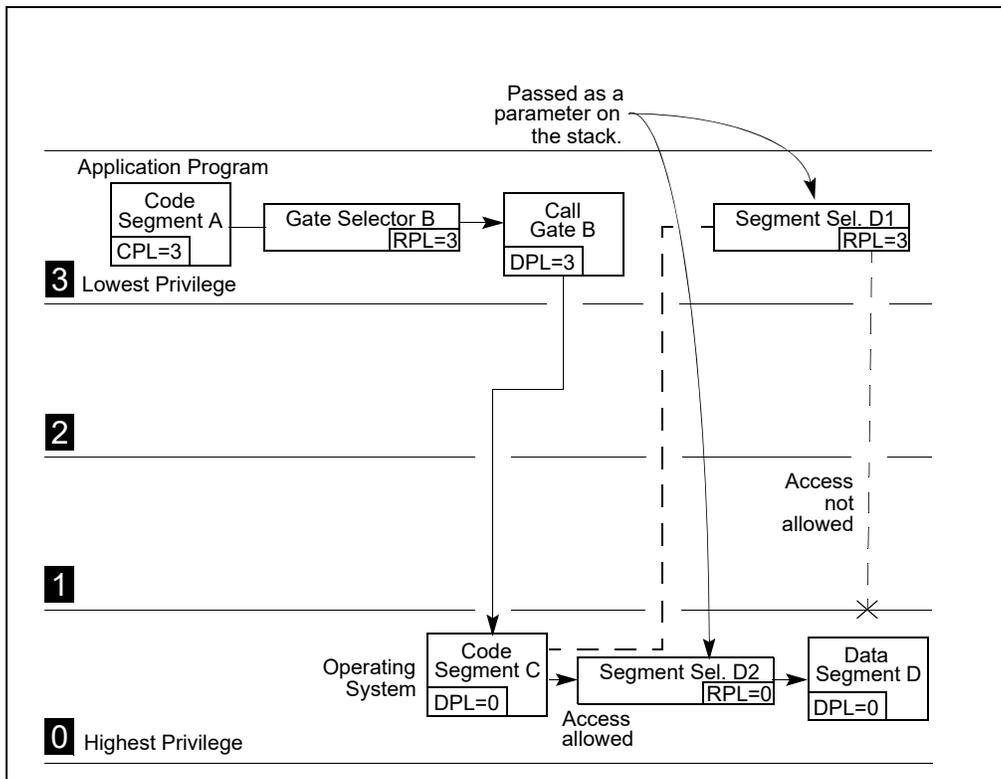 Passed as a
parameter on
the stack.
Application Program
Code
Segment A
CPL=3
Gate Selector B
RPL=3
Call
Gate B
DPL=3
Segment Sel. D1
RPL=3
3
Lowest Privilege
2
Access
not
allowed
1
Operating
System
Code
Segment C
DPL=0
Segment Sel. D2
RPL=0
Access
allowed
Data
Segment D
DPL=0
0
Highest Privilege